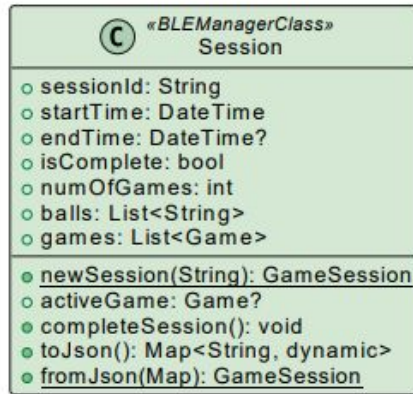 C
«BLEManagerClass»
Session
sessionId: String
startTime: DateTime
endTime: DateTime?
isComplete: bool
numOfGames: int
balls: List<String>
games: List<Game>
newSession(String): GameSession
activeGame: Game?
completeSession(): void
toJson(): Map<String, dynamic>
fromJson(Map): GameSession